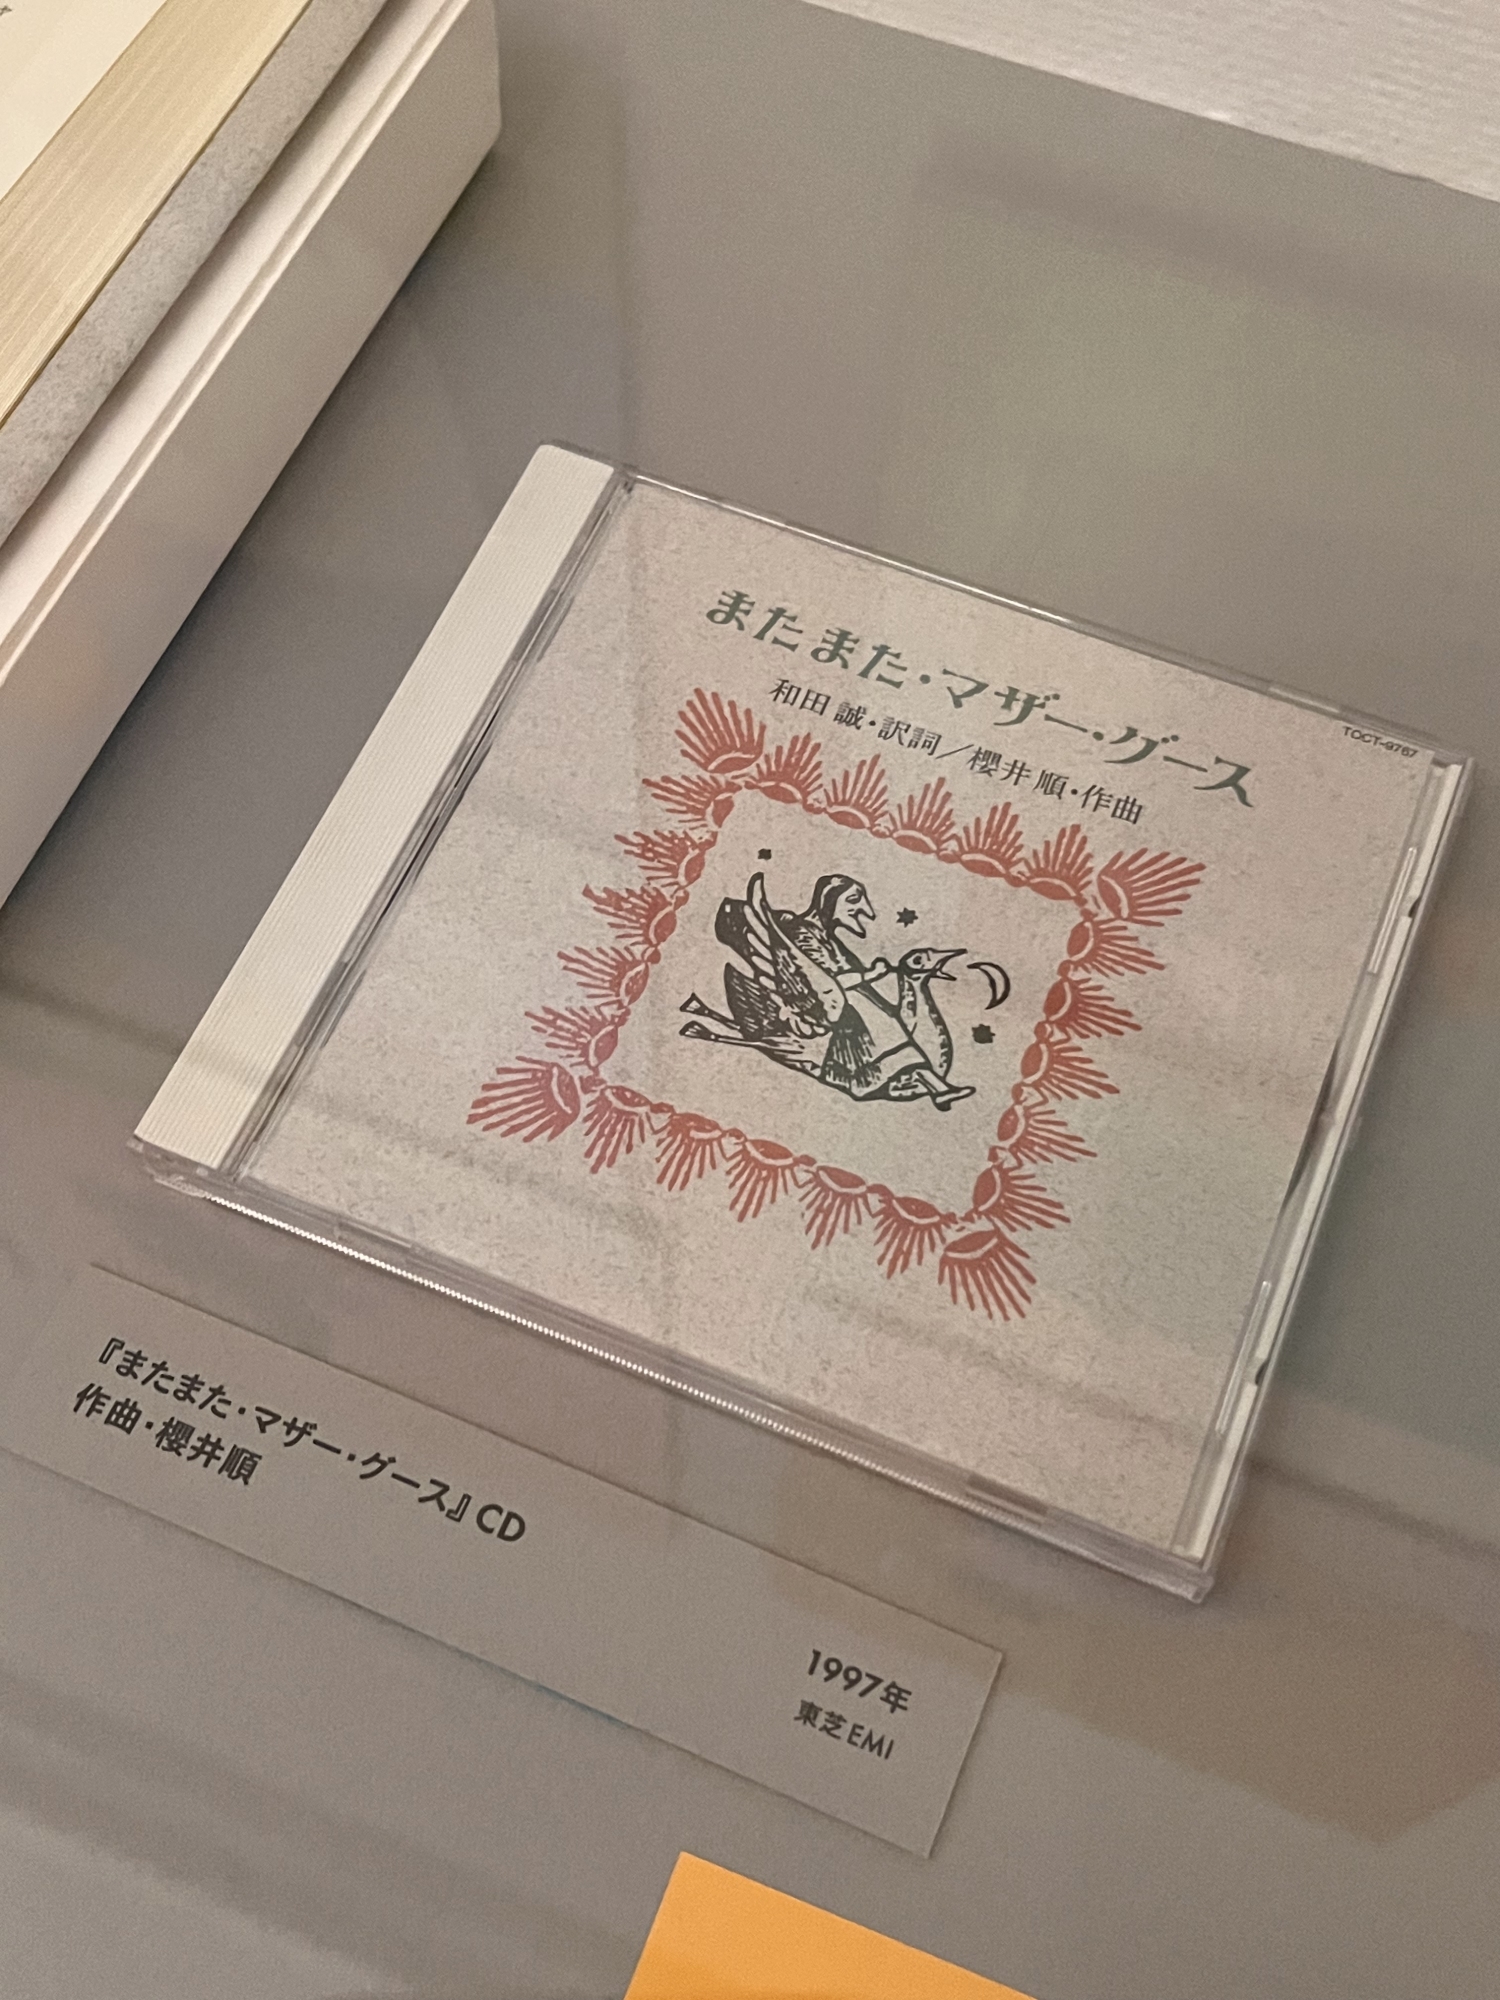 またまた・マザー・グース
和田 誠・訳詞／櫻井 順・作曲
TOCT-9767
『またまた・マザー・グース』CD
作曲・櫻井順
1997年
東芝EMI